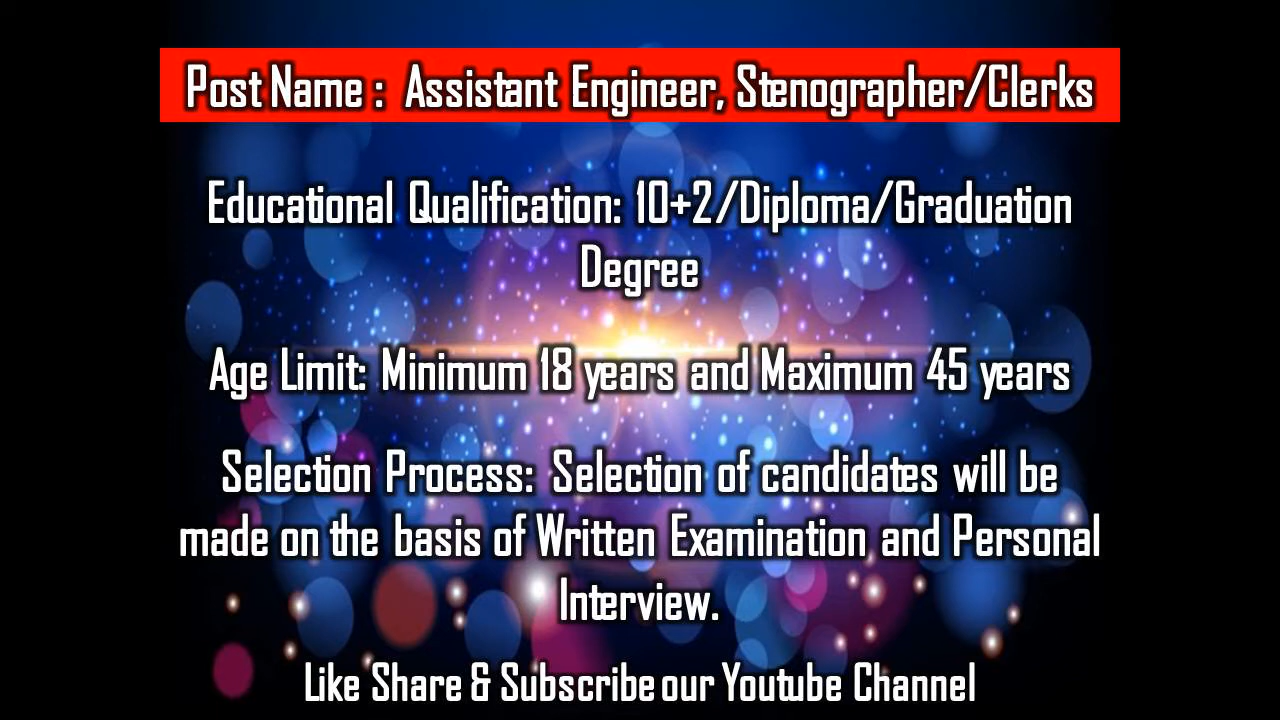 Post Name : Assistant Engineer, Stenographer/Clerks
Educational Qualification: 10+2/Diploma/Graduation
Degree
Age Limit: Minimum 18 years and Maximum 45 years
Selection Process: Selection of candidates will be
made on the basis of Written Examination and Personal
Interview.
Like Share & Subscribe our Youtube Channel